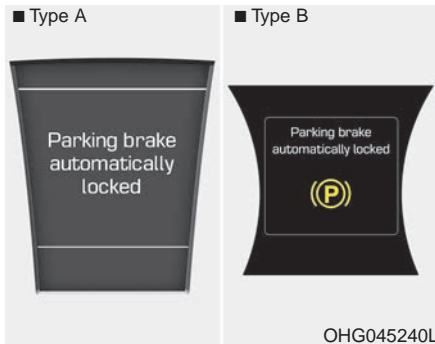 ■ Type A
Parking brake
automatically
locked
■ Type B
Parking brake
automatically locked
(P)
OHG045240L